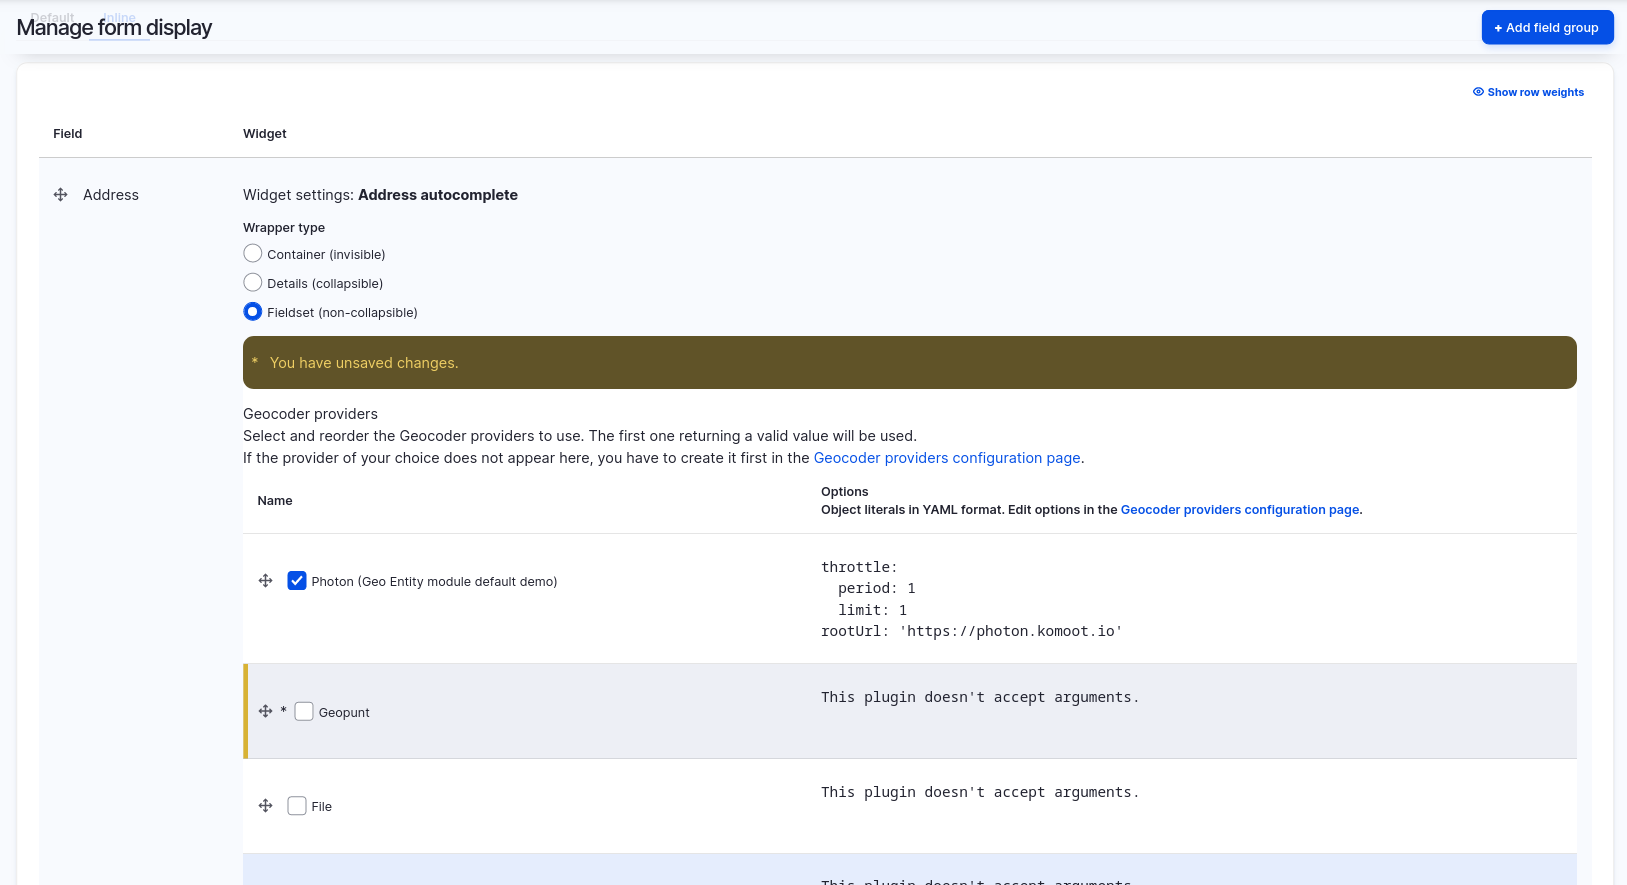 Default Inline
Manage form display
+ Add field group
Show row weights
Field Widget
Address
Widget settings: Address autocomplete
Wrapper type
Container (invisible)
Details (collapsible)
Fieldset (non-collapsible)
* You have unsaved changes.
Geocoder providers
Select and reorder the Geocoder providers to use. The first one returning a valid value will be used.
If the provider of your choice does not appear here, you have to create it first in the Geocoder providers configuration page.
Name
Options
Object literals in YAML format. Edit options in the Geocoder providers configuration page.
Photon (Geo Entity module default demo)
throttle:
  period: 1
  limit: 1
rootUrl: 'https://photon.komoot.io'
* Geopunt
This plugin doesn't accept arguments.
File
This plugin doesn't accept arguments.
This plugin doesn't accept arguments.